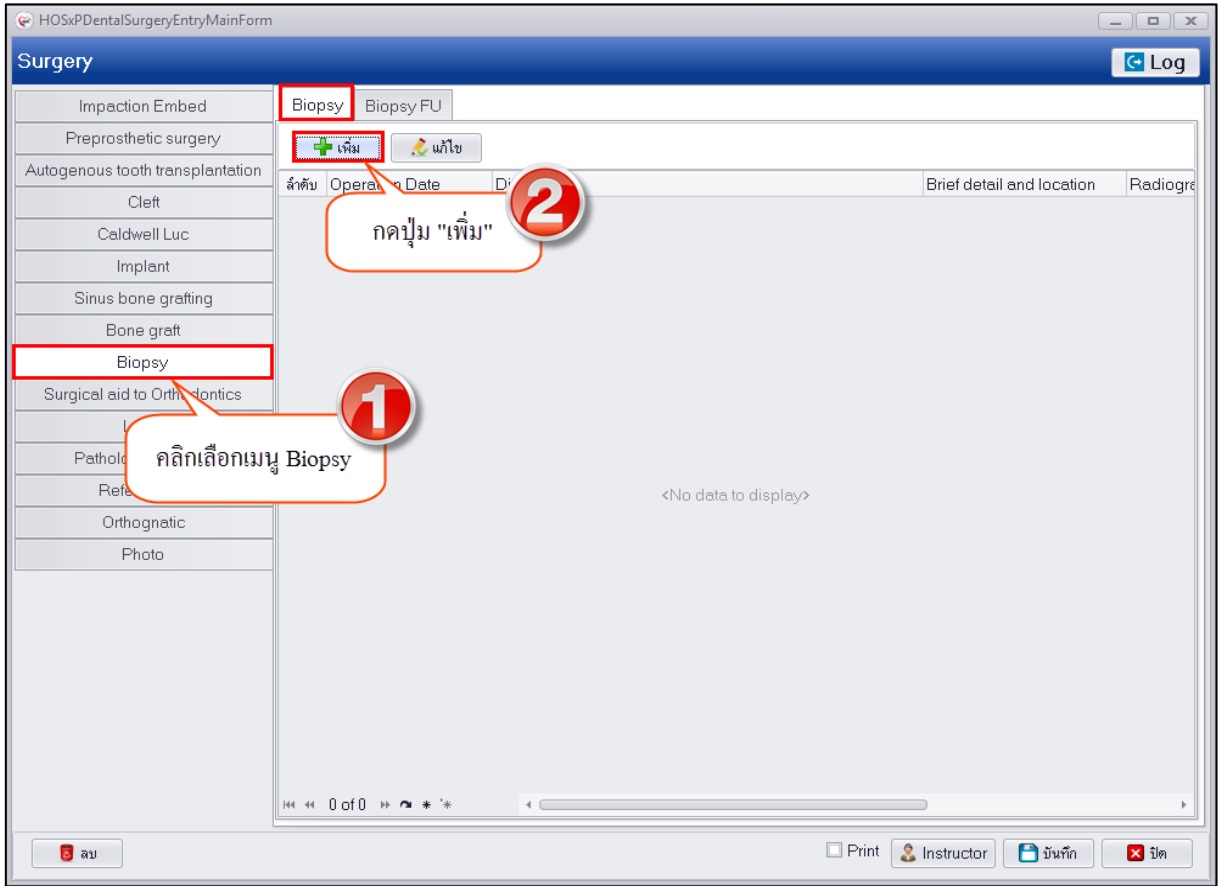 HOSxPDentalSurgeryEntryMainForm
Surgery
Log
Impaction Embed
Preprosthetic surgery
Autogenous tooth transplantation
Cleft
Caldwell Luc
Implant
Sinus bone grafting
Bone graft
Biopsy
Surgical aid to Orthodontics
Orthognatic
Photo
Biopsy Biopsy FU
เพิ่ม แก้ไข
ลำดับ Operation Date Brief detail and location Radiogra
2
กดปุ่ม "เพิ่ม"
1
คลิกเลือกเมนู Biopsy
<No data to display>
0 of 0
ลบ Print Instructor บันทึก ปิด